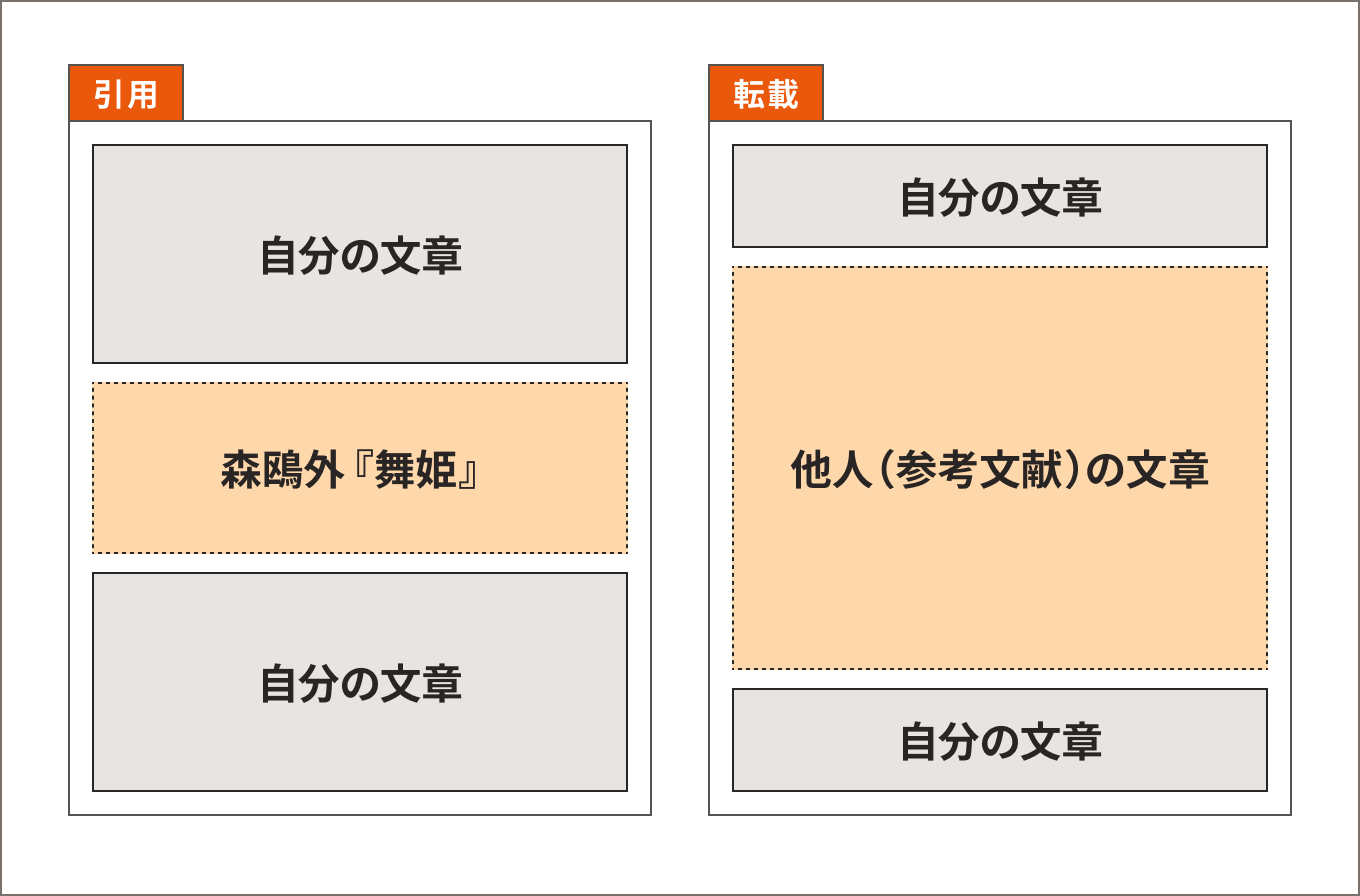 引用
自分の文章
森鴎外『舞姫』
自分の文章
転載
自分の文章
他人（参考文献）の文章
自分の文章